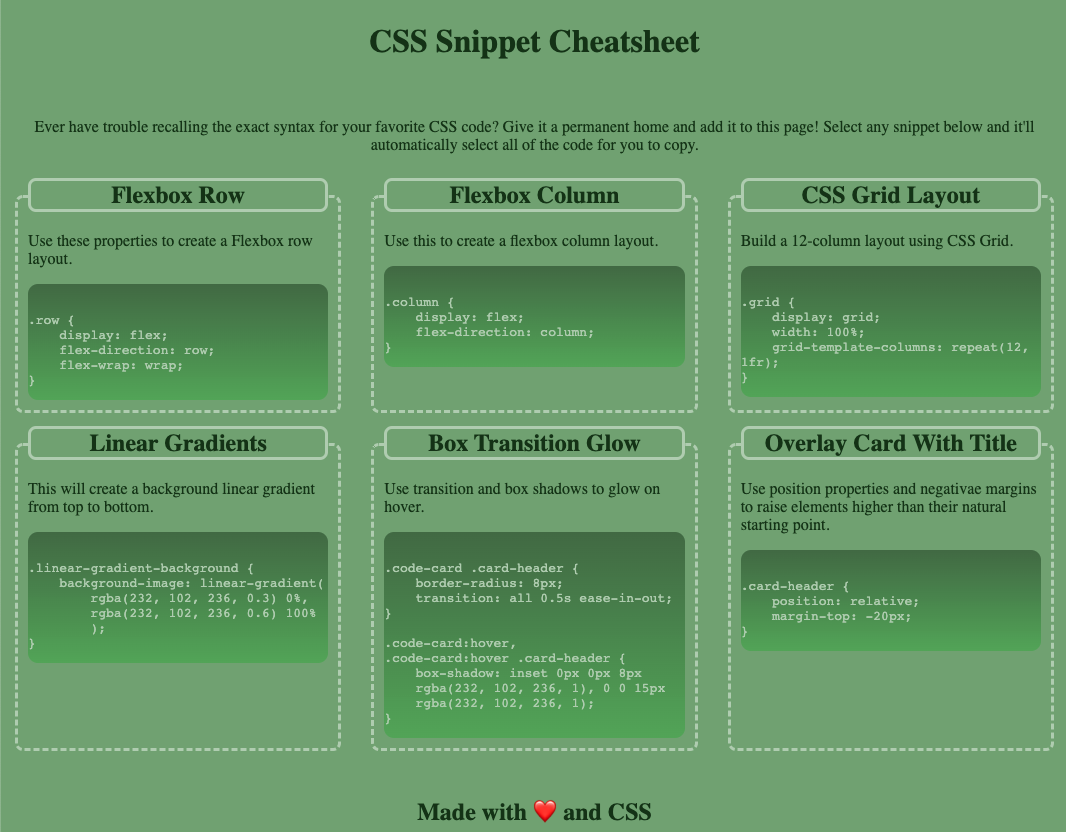 CSS Snippet Cheatsheet
Ever have trouble recalling the exact syntax for your favorite CSS code? Give it a permanent home and add it to this page! Select any snippet below and it'll
automatically select all of the code for you to copy.
Flexbox Row
Use these properties to create a Flexbox row
layout.
.row {
    display: flex;
    flex-direction: row;
    flex-wrap: wrap;
}
Flexbox Column
Use this to create a flexbox column layout.
.column {
    display: flex;
    flex-direction: column;
}
CSS Grid Layout
Build a 12-column layout using CSS Grid.
.grid {
    display: grid;
    width: 100%;
    grid-template-columns: repeat(12,
1fr);
}
Linear Gradients
This will create a background linear gradient
from top to bottom.
.linear-gradient-background {
    background-image: linear-gradient(
        rgba(232, 102, 236, 0.3) 0%,
        rgba(232, 102, 236, 0.6) 100%
        );
}
Box Transition Glow
Use transition and box shadows to glow on
hover.
.code-card .card-header {
    border-radius: 8px;
    transition: all 0.5s ease-in-out;
}
.code-card:hover,
.code-card:hover .card-header {
    box-shadow: inset 0px 0px 8px
    rgba(232, 102, 236, 1), 0 0 15px
    rgba(232, 102, 236, 1);
}
Overlay Card With Title
Use position properties and negativae margins
to raise elements higher than their natural
starting point.
.card-header {
    position: relative;
    margin-top: -20px;
}
Made with ❤️ and CSS